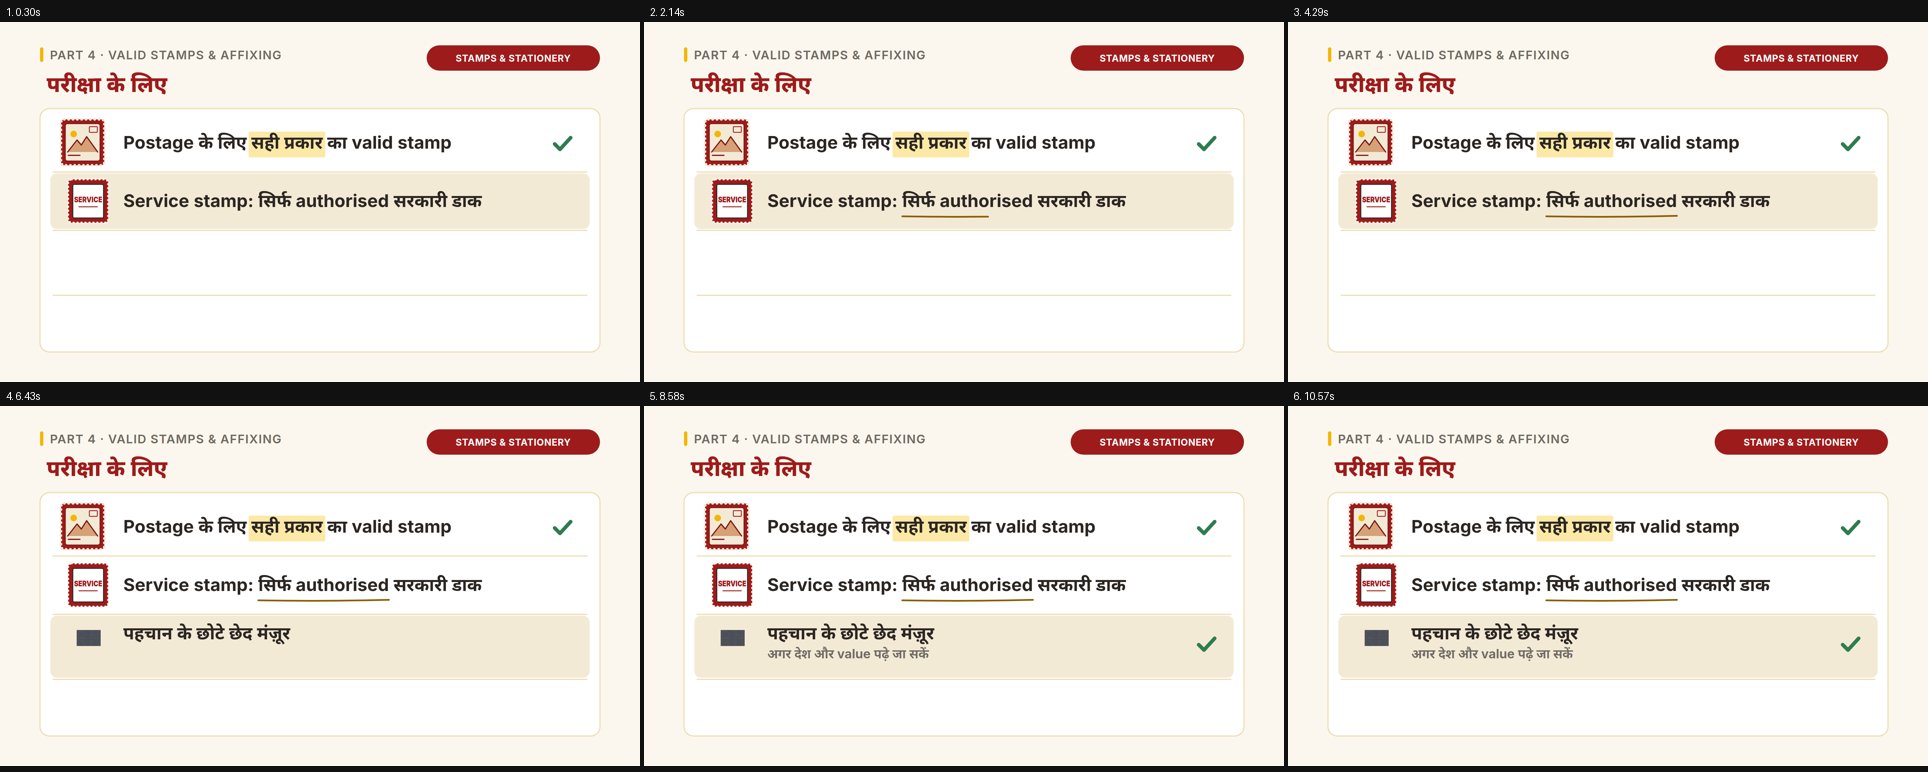 1. 0.30s
PART 4 · VALID STAMPS & AFFIXING
STAMPS & STATIONERY
परीक्षा के लिए
Postage के लिए सही प्रकार का valid stamp
SERVICE
Service stamp: सिर्फ authorised सरकारी डाक
2. 2.14s
PART 4 · VALID STAMPS & AFFIXING
STAMPS & STATIONERY
परीक्षा के लिए
Postage के लिए सही प्रकार का valid stamp
SERVICE
Service stamp: सिर्फ authorised सरकारी डाक
3. 4.29s
PART 4 · VALID STAMPS & AFFIXING
STAMPS & STATIONERY
परीक्षा के लिए
Postage के लिए सही प्रकार का valid stamp
SERVICE
Service stamp: सिर्फ authorised सरकारी डाक
4. 6.43s
PART 4 · VALID STAMPS & AFFIXING
STAMPS & STATIONERY
परीक्षा के लिए
Postage के लिए सही प्रकार का valid stamp
SERVICE
Service stamp: सिर्फ authorised सरकारी डाक
पहचान के छोटे छेद मंज़ूर
5. 8.58s
PART 4 · VALID STAMPS & AFFIXING
STAMPS & STATIONERY
परीक्षा के लिए
Postage के लिए सही प्रकार का valid stamp
SERVICE
Service stamp: सिर्फ authorised सरकारी डाक
पहचान के छोटे छेद मंज़ूर
अगर देश और value पढ़े जा सकें
6. 10.57s
PART 4 · VALID STAMPS & AFFIXING
STAMPS & STATIONERY
परीक्षा के लिए
Postage के लिए सही प्रकार का valid stamp
SERVICE
Service stamp: सिर्फ authorised सरकारी डाक
पहचान के छोटे छेद मंज़ूर
अगर देश और value पढ़े जा सकें